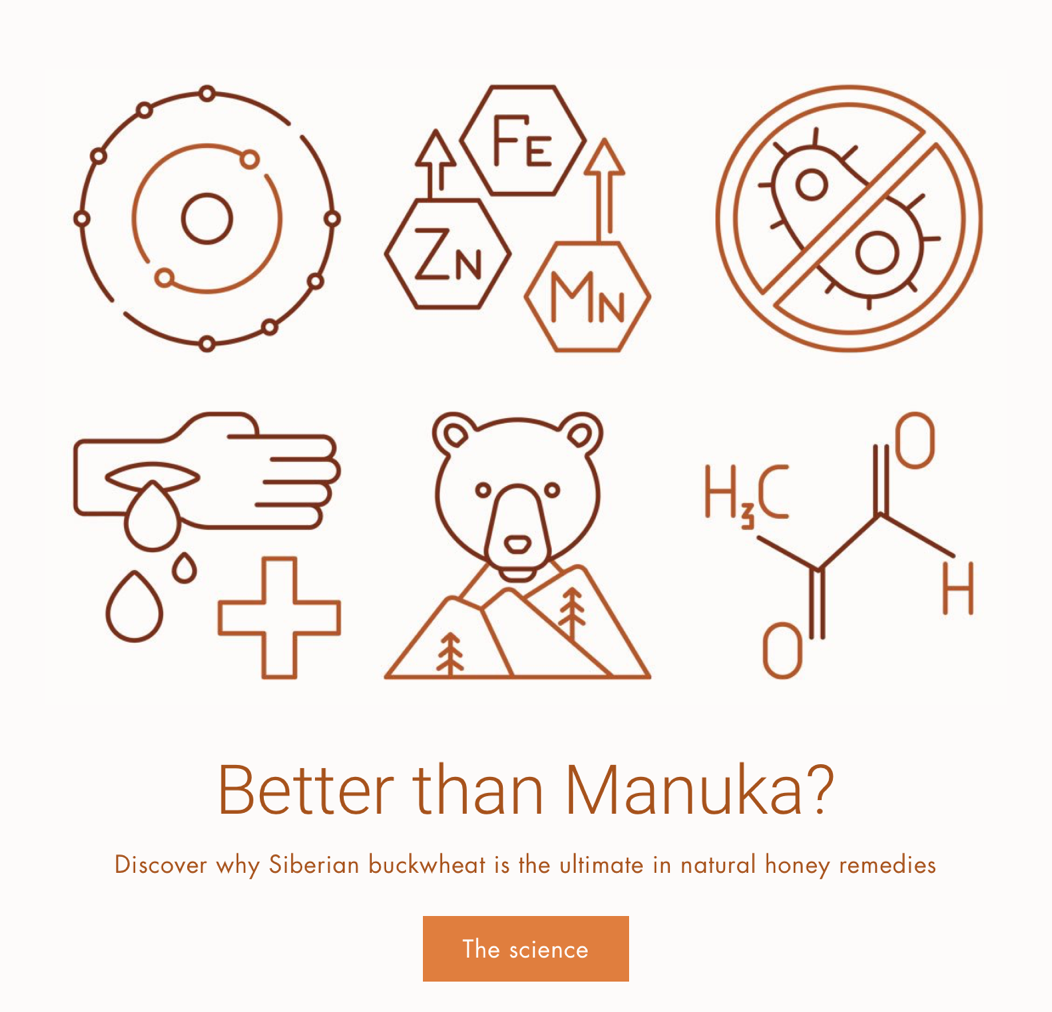 Fe
Zn
Mn
O
H₃C
H
O
Better than Manuka?
Discover why Siberian buckwheat is the ultimate in natural honey remedies
The science